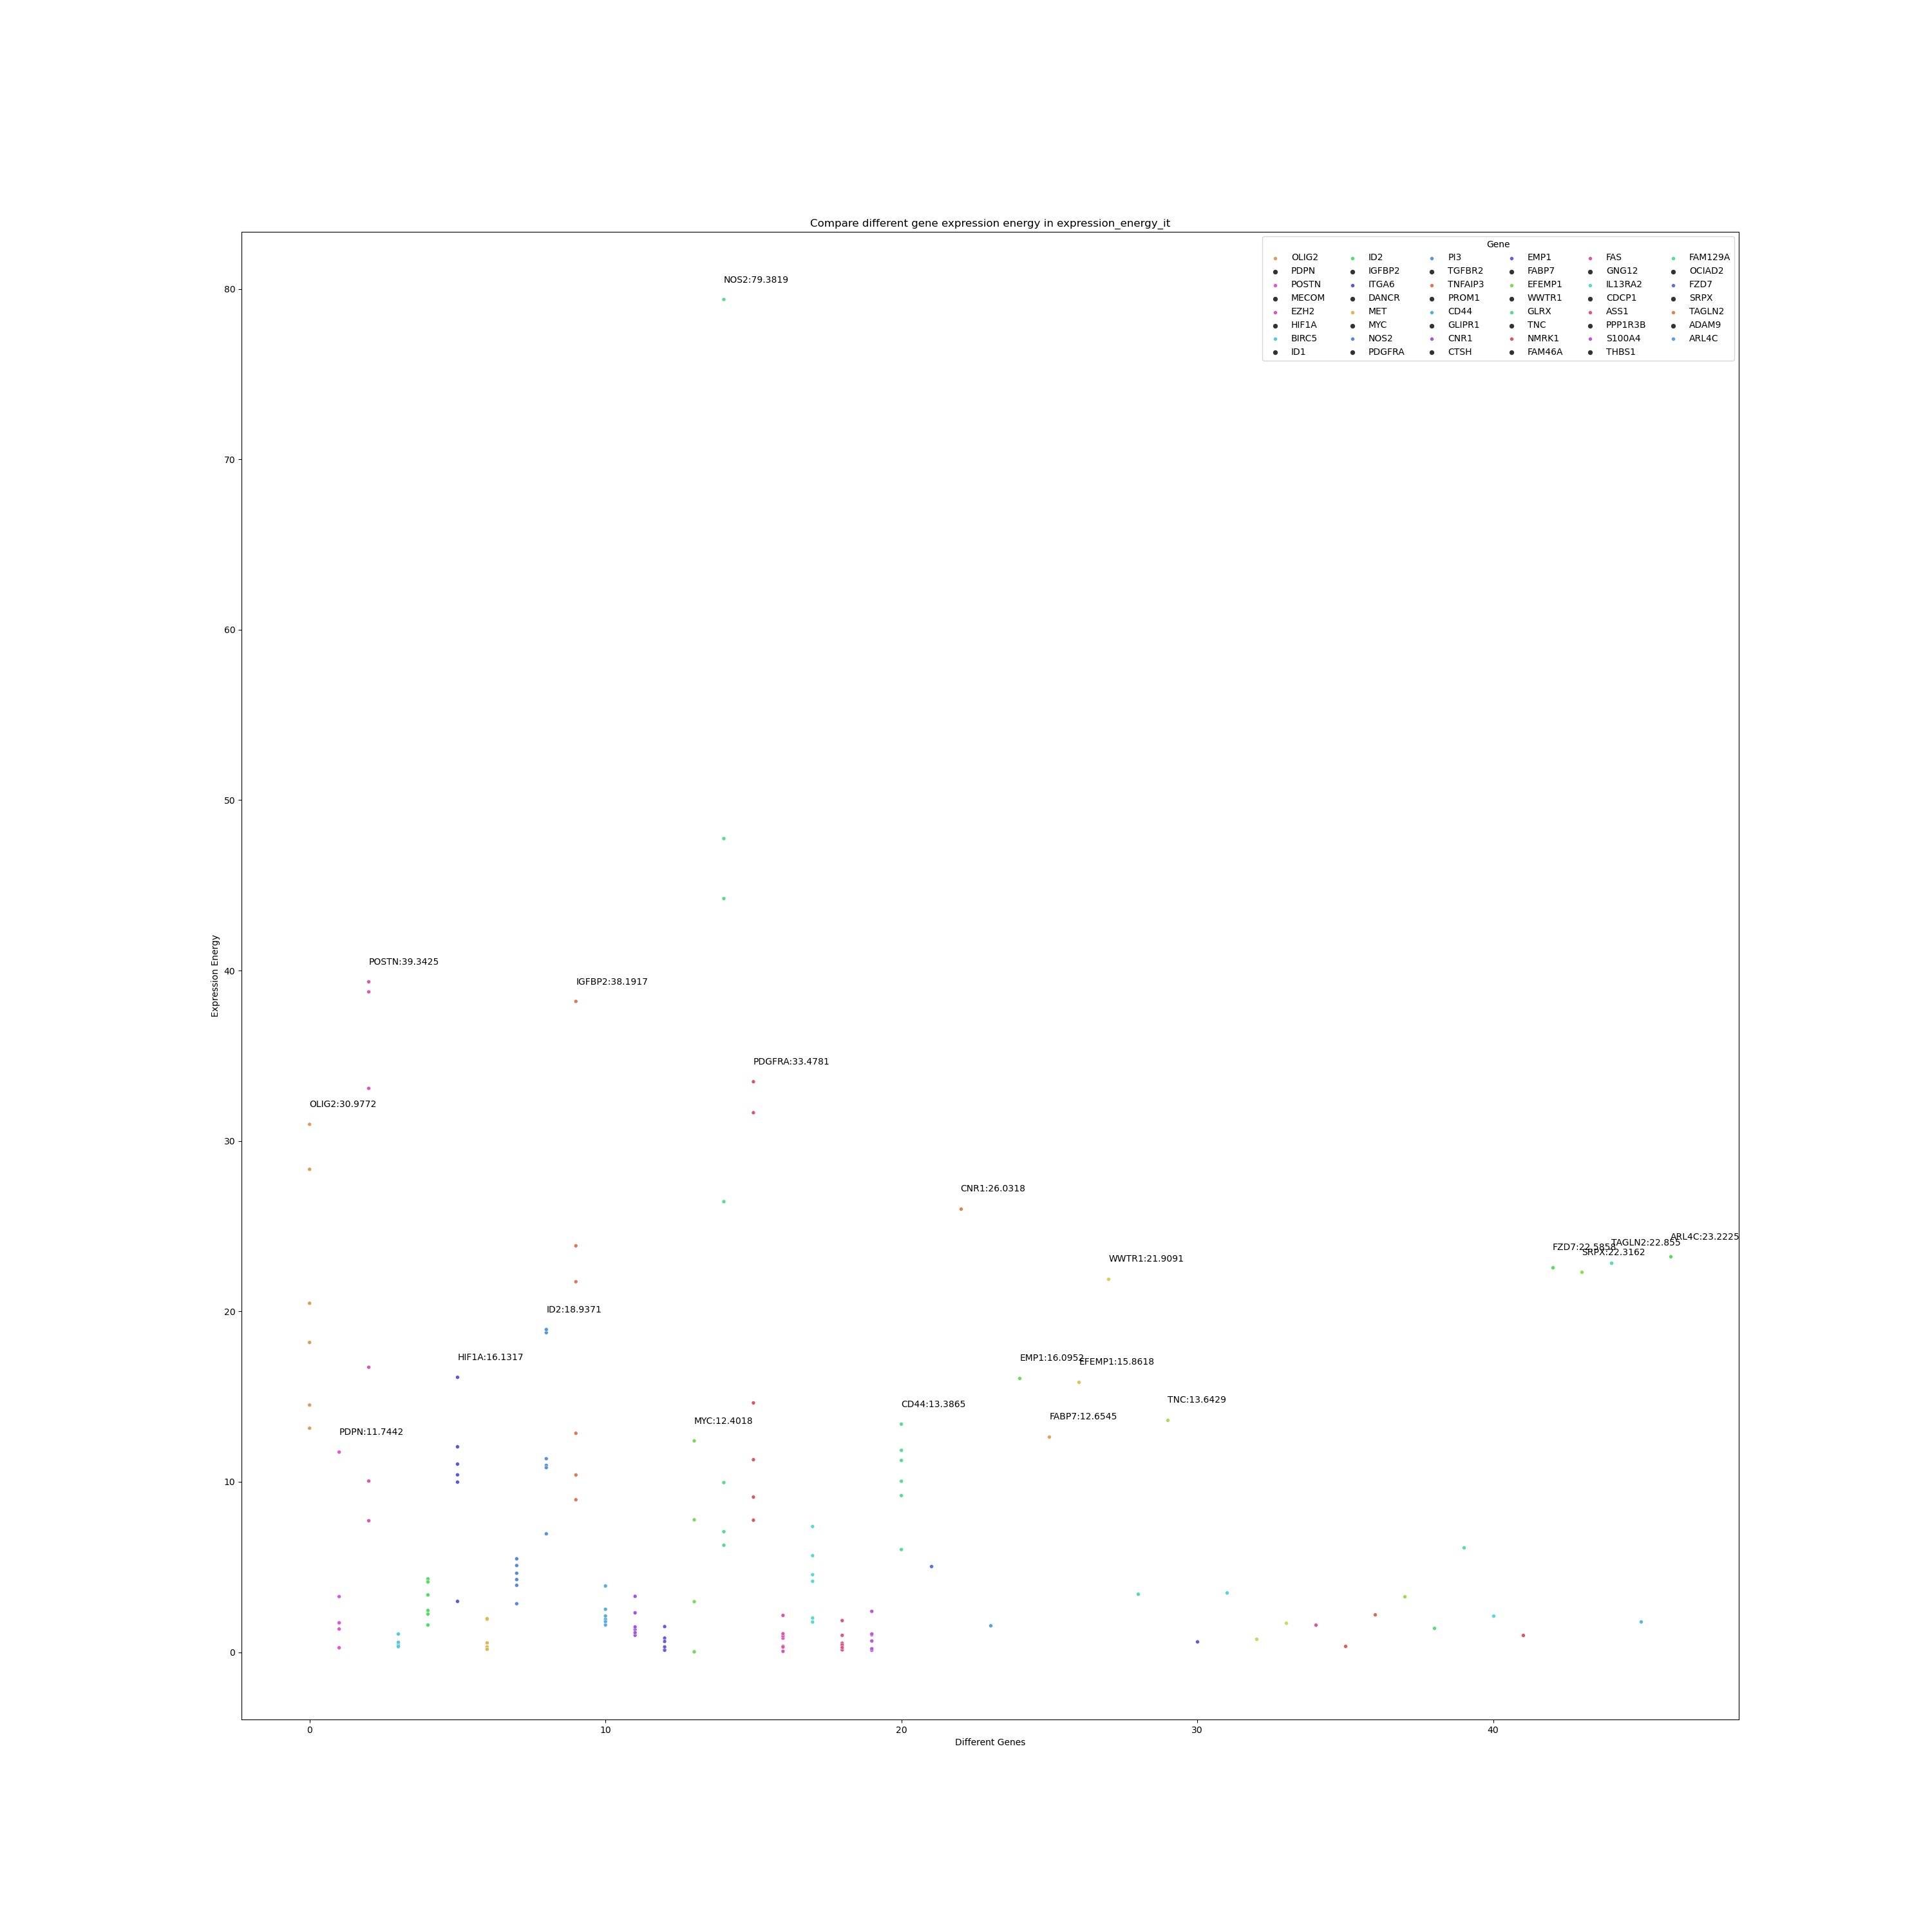 Compare different gene expression energy in expression_energy_it
Gene
OLIG2 ID2 PI3 EMP1 FAS FAM129A
PDPN IGFBP2 TGFBR2 FABP7 GNG12 OCIAD2
POSTN ITGA6 TNFAIP3 EFEMP1 IL13RA2 FZD7
MECOM DANCR PROM1 WWTR1 CDCP1 SRPX
EZH2 MET CD44 GLRX ASS1 TAGLN2
HIF1A MYC GLIPR1 TNC PPP1R3B ADAM9
BIRC5 NOS2 CNR1 NMRK1 S100A4 ARL4C
ID1 PDGFRA CTSH FAM46A THBS1
NOS2:79.3819
POSTN:39.3425
IGFBP2:38.1917
PDGFRA:33.4781
OLIG2:30.9772
CNR1:26.0318
ARL4C:23.2225
TAGLN2:22.855
FZD7:22.5858
SRPX:22.3162
WWTR1:21.9091
ID2:18.9371
HIF1A:16.1317
EMP1:16.0952
EFEMP1:15.8618
TNC:13.6429
CD44:13.3865
FABP7:12.6545
MYC:12.4018
PDPN:11.7442
80
70
60
50
40
30
20
10
0
Expression Energy
0 10 20 30 40
Different Genes